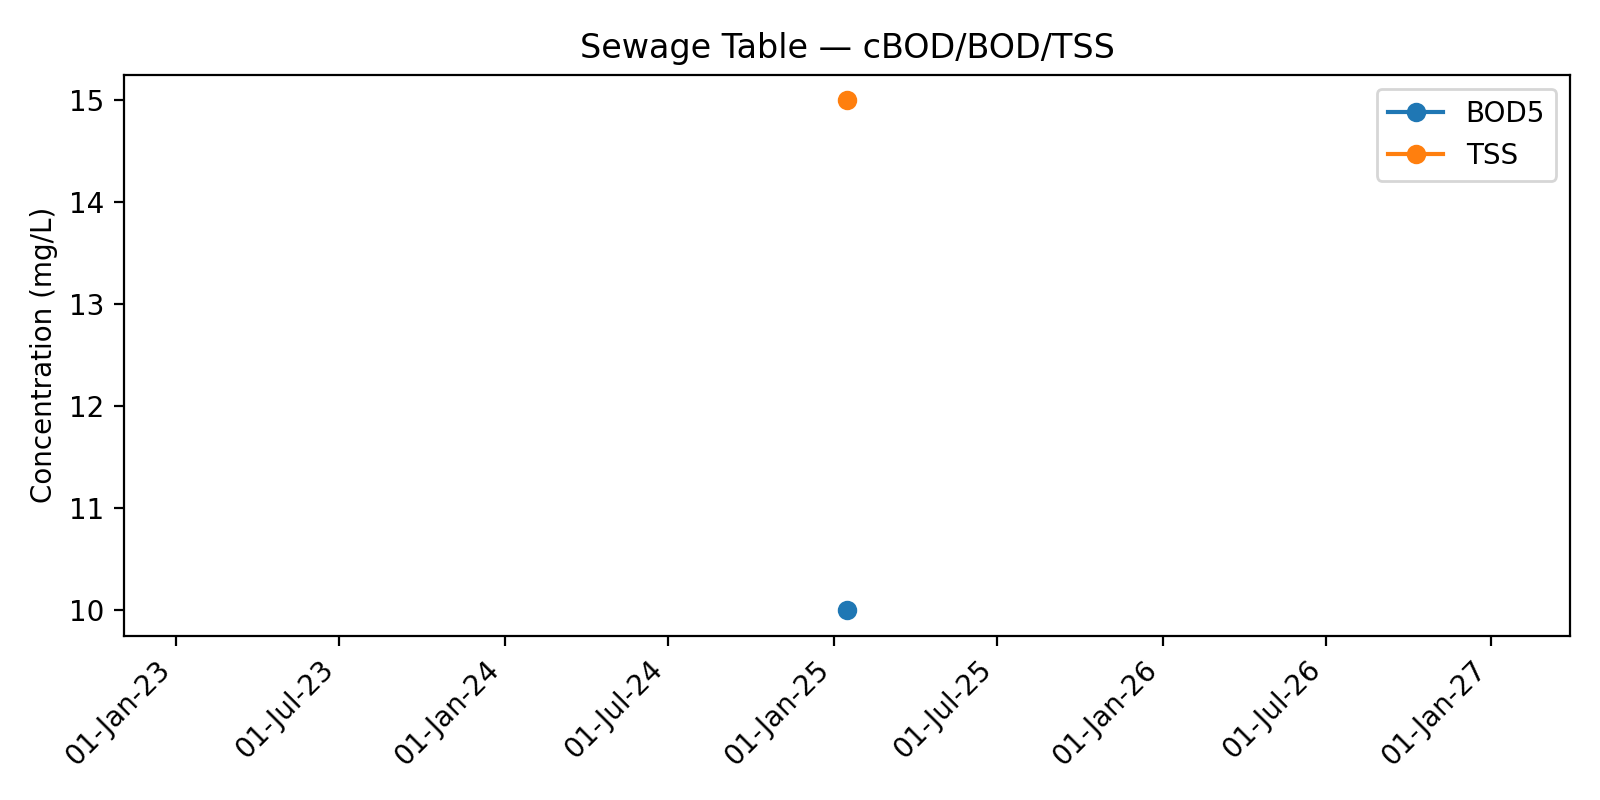 Sewage Table — cBOD/BOD/TSS
BOD5
TSS
Concentration (mg/L)
15
14
13
12
11
10
01-Jan-23
01-Jul-23
01-Jan-24
01-Jul-24
01-Jan-25
01-Jul-25
01-Jan-26
01-Jul-26
01-Jan-27